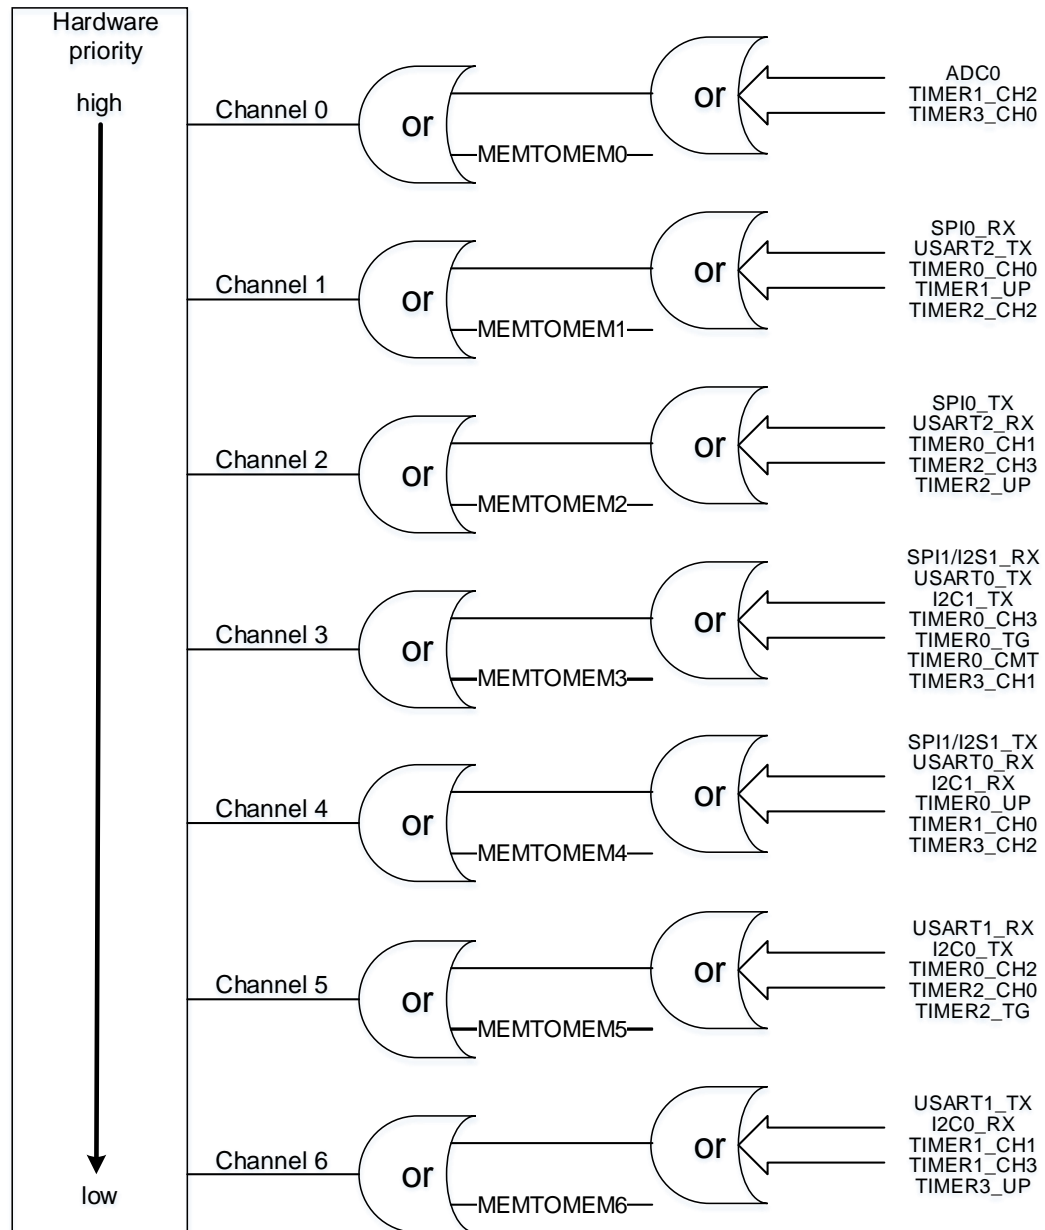 Hardware
priority
high
low
Channel 0
or
MEMTOMEM0
or
ADC0
TIMER1_CH2
TIMER3_CH0
Channel 1
or
MEMTOMEM1
or
SPI0_RX
USART2_TX
TIMER0_CH0
TIMER1_UP
TIMER2_CH2
Channel 2
or
MEMTOMEM2
or
SPI0_TX
USART2_RX
TIMER0_CH1
TIMER2_CH3
TIMER2_UP
Channel 3
or
MEMTOMEM3
or
SPI1/I2S1_RX
USART0_TX
I2C1_TX
TIMER0_CH3
TIMER0_TG
TIMER0_CMT
TIMER3_CH1
Channel 4
or
MEMTOMEM4
or
SPI1/I2S1_TX
USART0_RX
I2C1_RX
TIMER0_UP
TIMER1_CH0
TIMER3_CH2
Channel 5
or
MEMTOMEM5
or
USART1_RX
I2C0_TX
TIMER0_CH2
TIMER2_CH0
TIMER2_TG
Channel 6
or
MEMTOMEM6
or
USART1_TX
I2C0_RX
TIMER1_CH1
TIMER1_CH3
TIMER3_UP